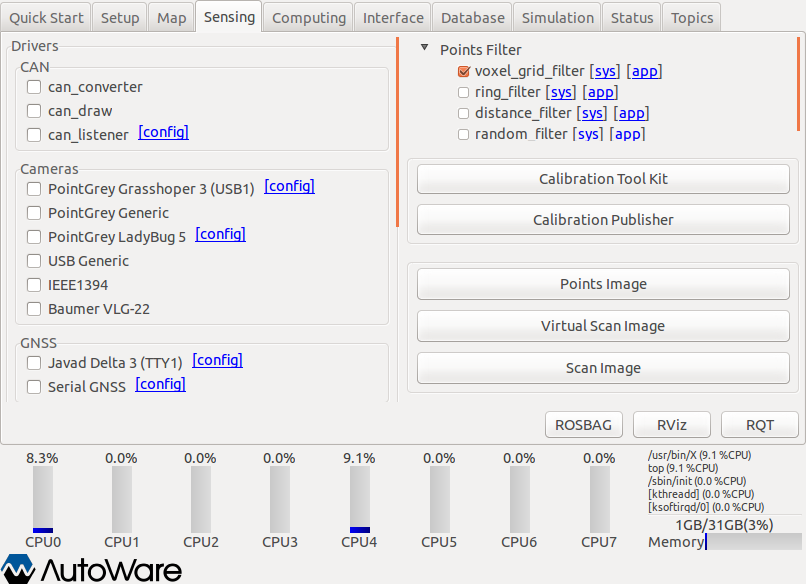 Quick Start Setup Map Sensing Computing Interface Database Simulation Status Topics
Drivers
CAN
can_converter
can_draw
can_listener [config]
Cameras
PointGrey Grasshoper 3 (USB1) [config]
PointGrey Generic
PointGrey LadyBug 5 [config]
USB Generic
IEEE1394
Baumer VLG-22
GNSS
Javad Delta 3 (TTY1) [config]
Serial GNSS [config]
Points Filter
voxel_grid_filter [sys] [app]
ring_filter [sys] [app]
distance_filter [sys] [app]
random_filter [sys] [app]
Calibration Tool Kit
Calibration Publisher
Points Image
Virtual Scan Image
Scan Image
ROSBAG RViz RQT
8.3% 0.0% 0.0% 0.0% 9.1% 0.0% 0.0% 0.0%
CPU0 CPU1 CPU2 CPU3 CPU4 CPU5 CPU6 CPU7
/usr/bin/X (9.1 %CPU)
top (9.1 %CPU)
/sbin/init (0.0 %CPU)
[kthreadd] (0.0 %CPU)
[ksoftirqd/0] (0.0 %CPU)
1GB/31GB(3%)
Memory
AutoWare